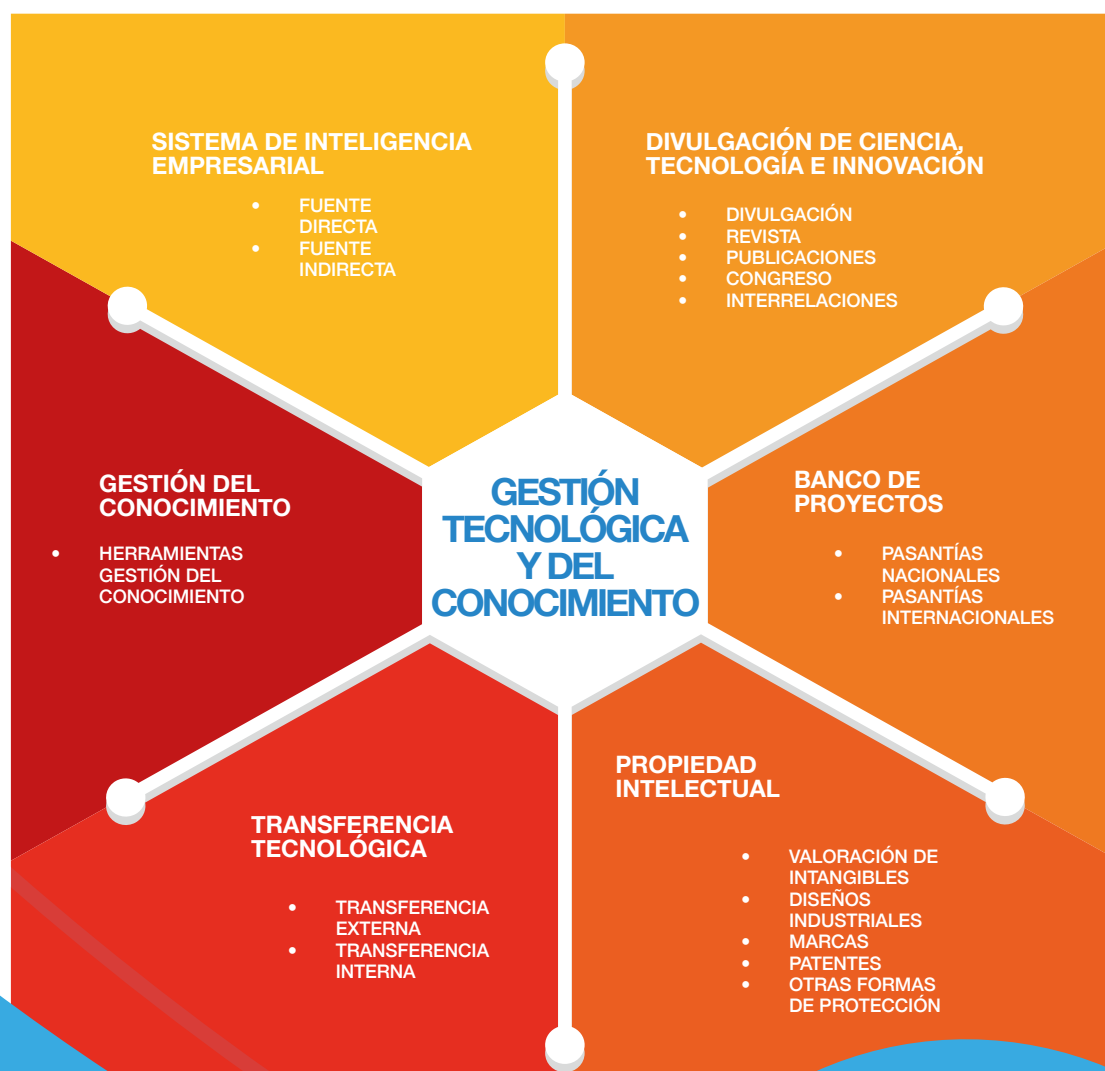 SISTEMA DE INTELIGENCIA
EMPRESARIAL
• FUENTE
DIRECTA
• FUENTE
INDIRECTA
DIVULGACIÓN DE CIENCIA,
TECNOLOGÍA E INNOVACIÓN
• DIVULGACIÓN
• REVISTA
• PUBLICACIONES
• CONGRESO
• INTERRELACIONES
GESTIÓN DEL
CONOCIMIENTO
• HERRAMIENTAS
GESTIÓN DEL
CONOCIMIENTO
GESTIÓN
TECNOLÓGICA
Y DEL
CONOCIMIENTO
BANCO DE
PROYECTOS
• PASANTÍAS
NACIONALES
• PASANTÍAS
INTERNACIONALES
TRANSFERENCIA
TECNOLÓGICA
• TRANSFERENCIA
EXTERNA
• TRANSFERENCIA
INTERNA
PROPIEDAD
INTELECTUAL
• VALORACIÓN DE
INTANGIBLES
• DISEÑOS
INDUSTRIALES
• MARCAS
• PATENTES
• OTRAS FORMAS
DE PROTECCIÓN